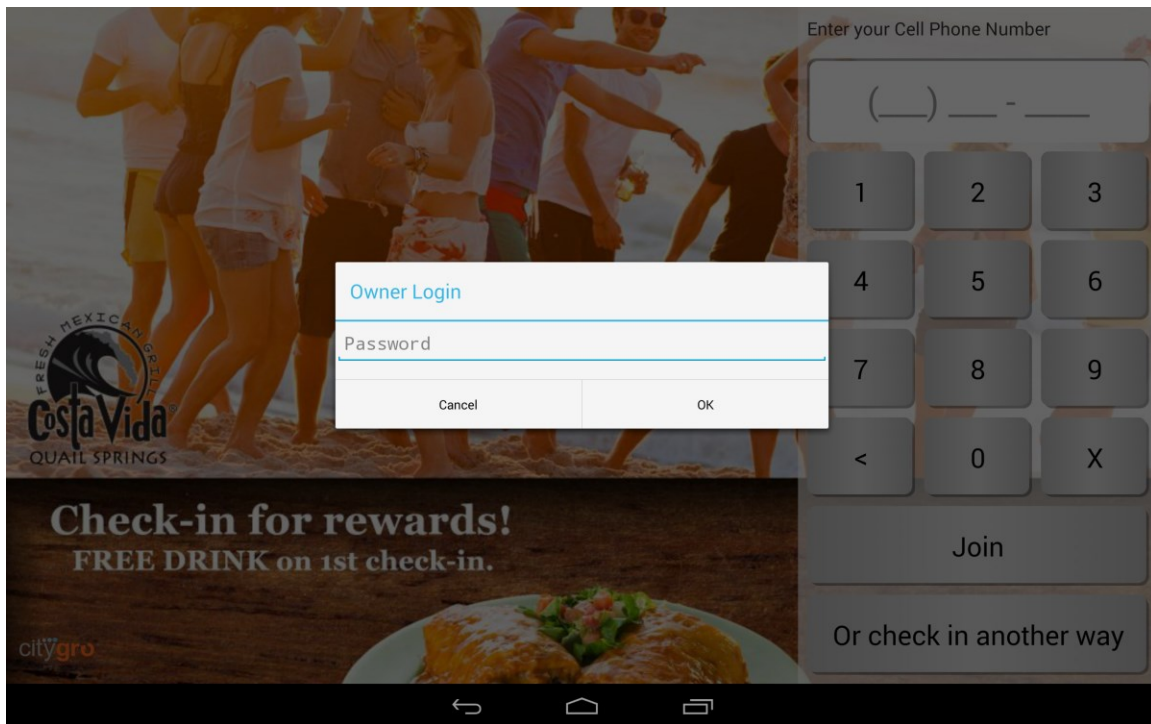 Enter your Cell Phone Number
(___) ___ - ____
1 2 3
4 5 6
7 8 9
< 0 X
Join
Or check in another way
Owner Login
Password
Cancel OK
FRESH MEXICAN GRILL
Costa Vida®
QUAIL SPRINGS
Check-in for rewards!
FREE DRINK on 1st check-in.
citygro